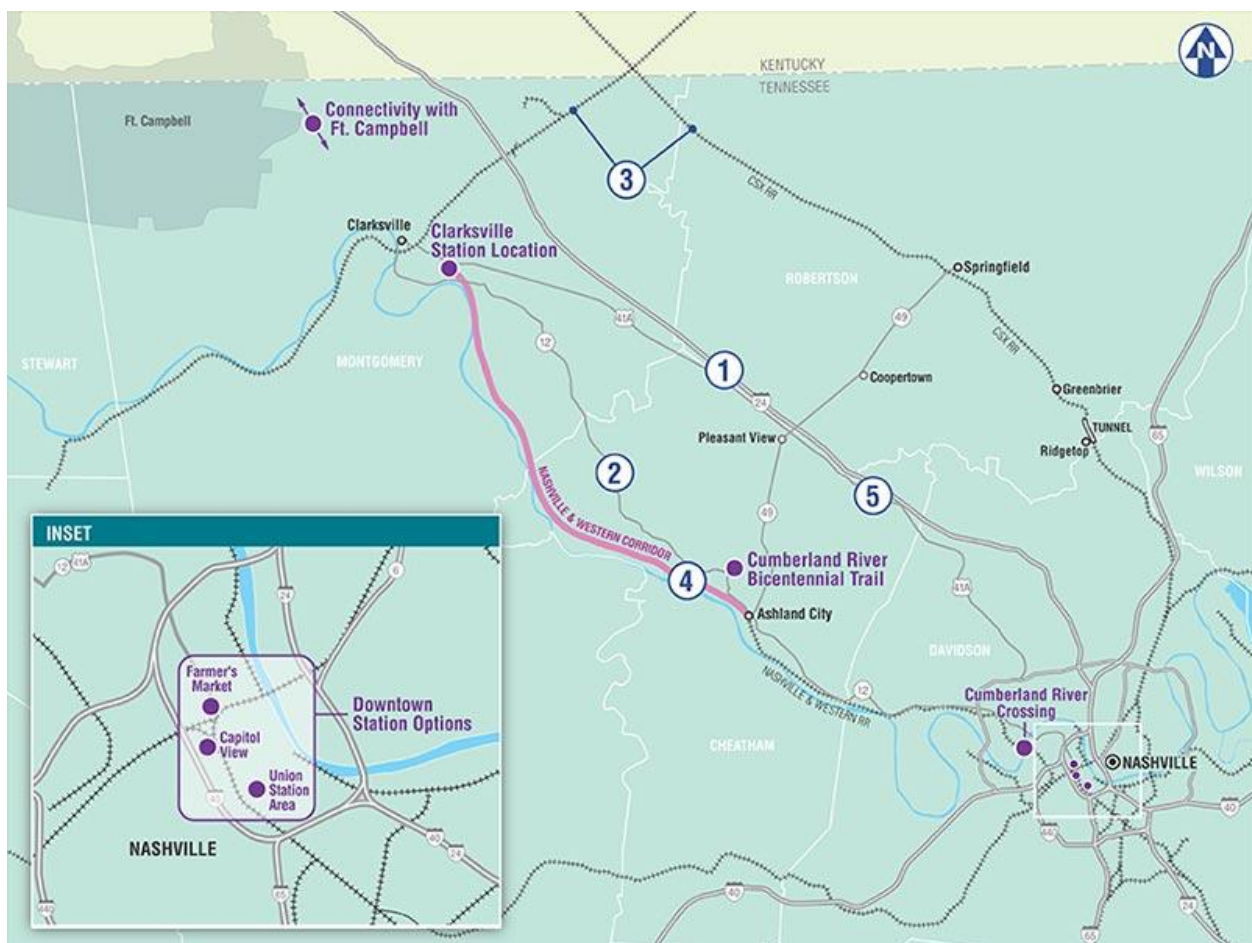 N
KENTUCKY
TENNESSEE
Ft. Campbell
Connectivity with
Ft. Campbell
3
CSX RR
Clarksville
Clarksville
Station Location
Springfield
ROBERTSON
41A
49
12
CSX RR
STEWART
MONTGOMERY
1
Coopertown
Greenbrier
24
TUNNEL
65
Pleasant View
Ridgetop
WILSON
2
5
NASHVILLE & WESTERN CORRIDOR
49
Cumberland River
Bicentennial Trail
4
41A
Ashland City
DAVIDSON
NASHVILLE & WESTERN RR
12
Cumberland River
Crossing
CHEATHAM
NASHVILLE
40
440
40
24
65
INSET
12
41A
24
6
Farmer's
Market
Downtown
Station Options
Capitol
View
Union
Station
Area
40
NASHVILLE
40
24
65
440